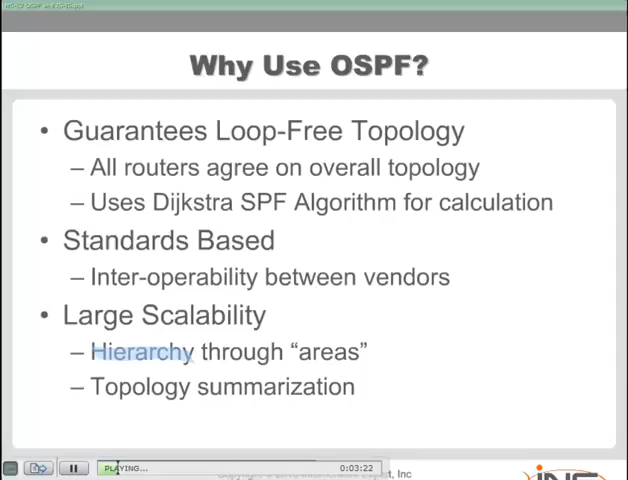 Why Use OSPF?
• Guarantees Loop-Free Topology
– All routers agree on overall topology
– Uses Dijkstra SPF Algorithm for calculation
• Standards Based
– Inter-operability between vendors
• Large Scalability
– Hierarchy through “areas”
– Topology summarization
PLAYING...
0:03:22
Inc